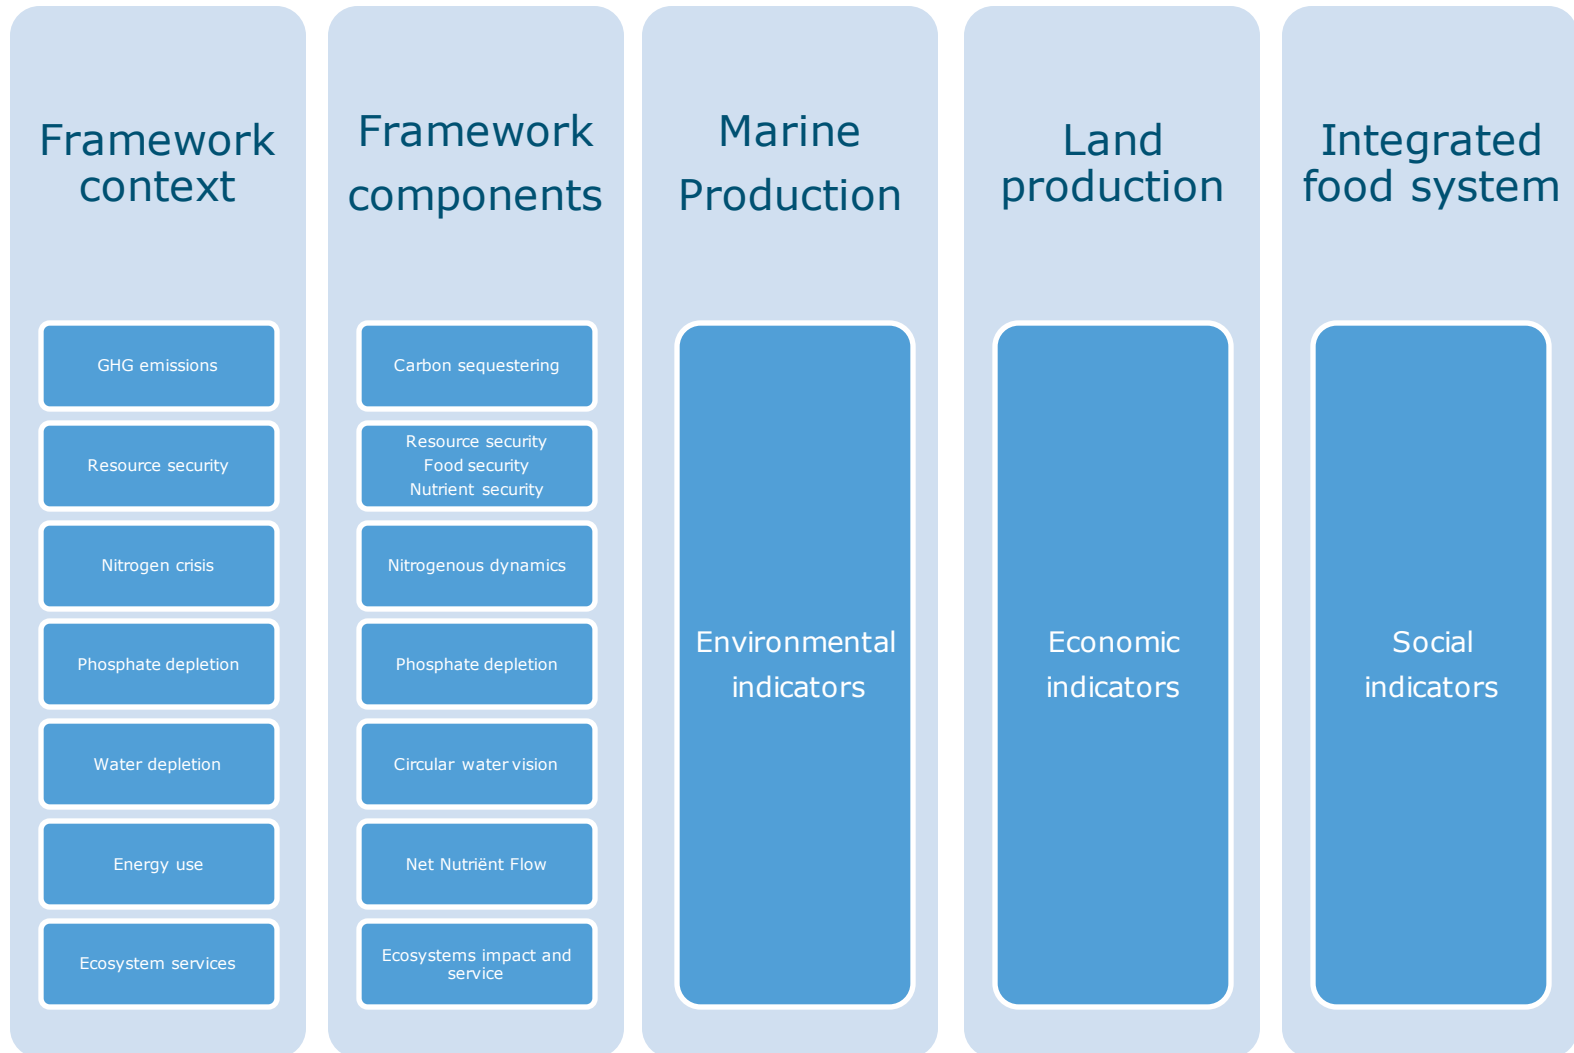 Framework
context
GHG emissions
Resource security
Nitrogen crisis
Phosphate depletion
Water depletion
Energy use
Ecosystem services
Framework
components
Carbon sequestering
Resource security
Food security
Nutrient security
Nitrogenous dynamics
Phosphate depletion
Circular water vision
Net Nutriënt Flow
Ecosystems impact and
service
Marine
Production
Environmental
indicators
Land
production
Economic
indicators
Integrated
food system
Social
indicators